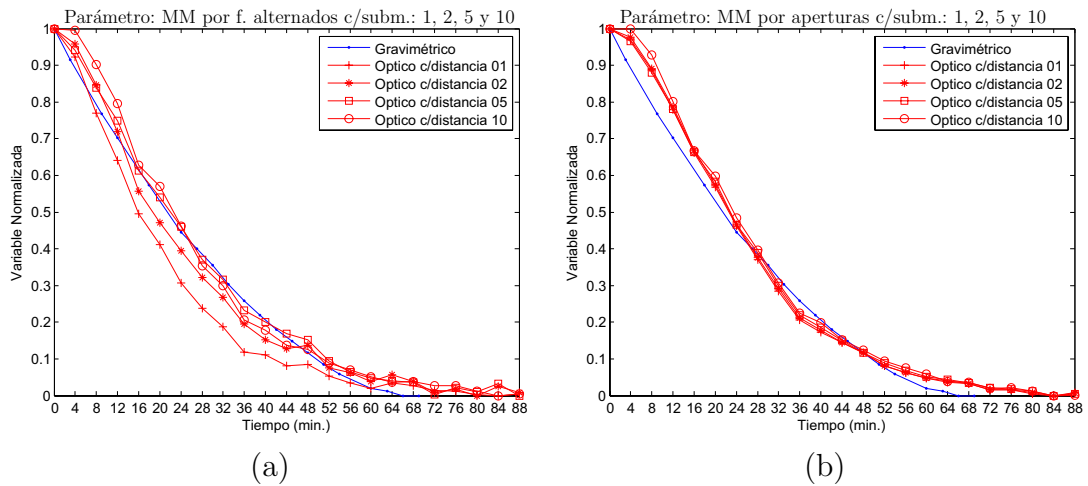 Parámetro: MM por f. alternados c/subm.: 1, 2, 5 y 10
1
0.9
0.8
0.7
0.6
0.5
0.4
0.3
0.2
0.1
0
Variable Normalizada
Gravimétrico
Optico c/distancia 01
Optico c/distancia 02
Optico c/distancia 05
Optico c/distancia 10
0 4 8 12 16 20 24 28 32 36 40 44 48 52 56 60 64 68 72 76 80 84 88
Tiempo (min.)
(a)
Parámetro: MM por aperturas c/subm.: 1, 2, 5 y 10
1
0.9
0.8
0.7
0.6
0.5
0.4
0.3
0.2
0.1
0
Variable Normalizada
Gravimétrico
Optico c/distancia 01
Optico c/distancia 02
Optico c/distancia 05
Optico c/distancia 10
0 4 8 12 16 20 24 28 32 36 40 44 48 52 56 60 64 68 72 76 80 84 88
Tiempo (min.)
(b)